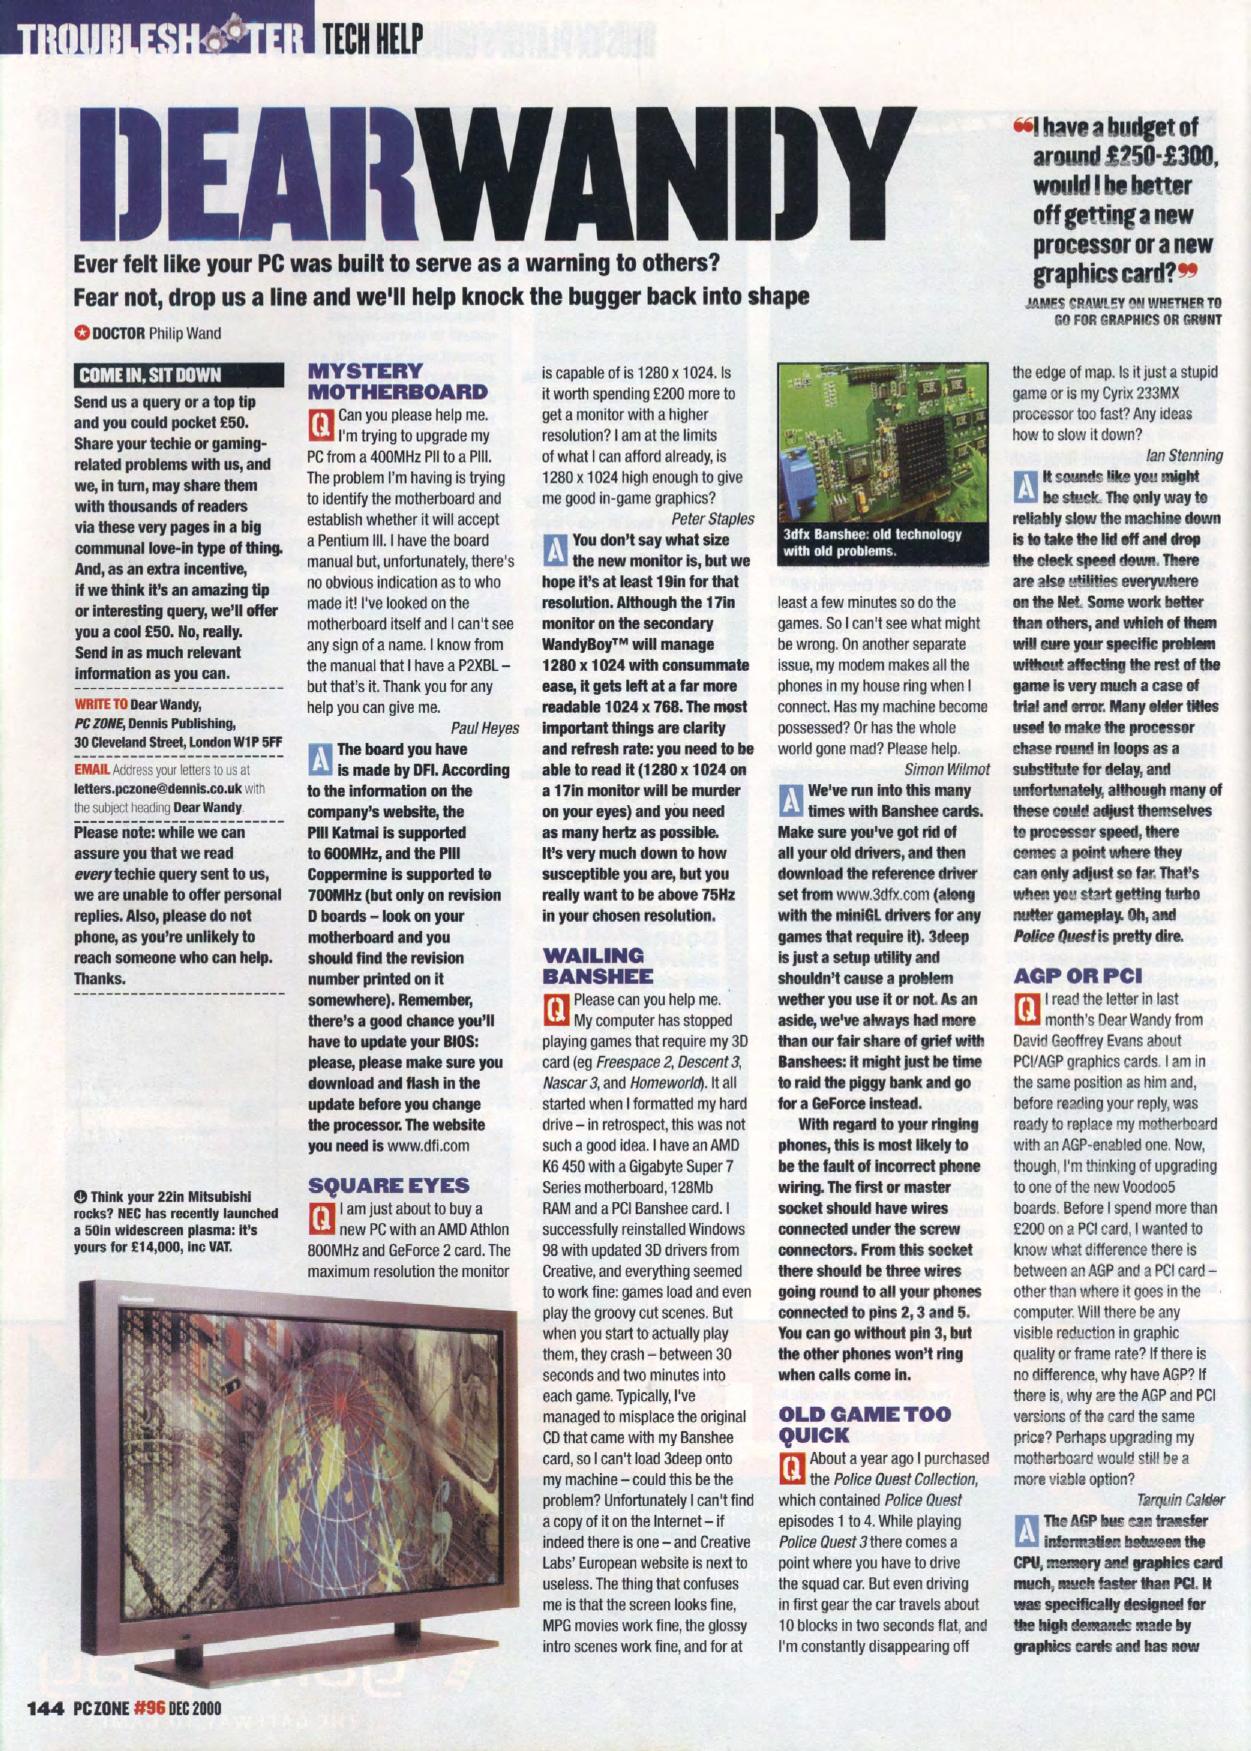 TROUBLESHOOTER TECH HELP
DEAR WANDY
Ever felt like your PC was built to serve as a warning to others?
Fear not, drop us a line and we'll help knock the bugger back into shape
DOCTOR Philip Wand
“I have a budget of
around £250-£300,
would I be better
off getting a new
processor or a new
graphics card?”
JAMES CRAWLEY ON WHETHER TO
GO FOR GRAPHICS OR GRUNT
COME IN, SIT DOWN
Send us a query or a top tip
and you could pocket £50.
Share your techie or gaming-
related problems with us, and
we, in turn, may share them
with thousands of readers
via these very pages in a big
communal love-in type of thing.
And, as an extra incentive,
if we think it's an amazing tip
or interesting query, we'll offer
you a cool £50. No, really.
Send in as much relevant
information as you can.
WRITE TO Dear Wandy,
PC ZONE, Dennis Publishing,
30 Cleveland Street, London W1P 5FF
EMAIL Address your letters to us at
letters.pczone@dennis.co.uk with
the subject heading Dear Wandy.
Please note: while we can
assure you that we read
every techie query sent to us,
we are unable to offer personal
replies. Also, please do not
phone, as you're unlikely to
reach someone who can help.
Thanks.
Think your 22in Mitsubishi
rocks? NEC has recently launched
a 50in widescreen plasma: it's
yours for £14,000, inc VAT.
MYSTERY
MOTHERBOARD
Q Can you please help me.
I'm trying to upgrade my
PC from a 400MHz PII to a PIII.
The problem I'm having is trying
to identify the motherboard and
establish whether it will accept
a Pentium III. I have the board
manual but, unfortunately, there's
no obvious indication as to who
made it! I've looked on the
motherboard itself and I can't see
any sign of a name. I know from
the manual that I have a P2XBL –
but that's it. Thank you for any
help you can give me.
Paul Heyes
A The board you have
is made by DFI. According
to the information on the
company's website, the
PIII Katmai is supported
to 600MHz, and the PIII
Coppermine is supported to
700MHz (but only on revision
D boards – look on your
motherboard and you
should find the revision
number printed on it
somewhere). Remember,
there's a good chance you'll
have to update your BIOS:
please, please make sure you
download and flash in the
update before you change
the processor. The website
you need is www.dfi.com
SQUARE EYES
Q I am just about to buy a
new PC with an AMD Athlon
800MHz and GeForce 2 card. The
maximum resolution the monitor
is capable of is 1280 x 1024. Is
it worth spending £200 more to
get a monitor with a higher
resolution? I am at the limits
of what I can afford already, is
1280 x 1024 high enough to give
me good in-game graphics?
Peter Staples
A You don't say what size
the new monitor is, but we
hope it's at least 19in for that
resolution. Although the 17in
monitor on the secondary
WandyBoy™ will manage
1280 x 1024 with consummate
ease, it gets left at a far more
readable 1024 x 768. The most
important things are clarity
and refresh rate: you need to be
able to read it (1280 x 1024 on
a 17in monitor will be murder
on your eyes) and you need
as many hertz as possible.
It's very much down to how
susceptible you are, but you
really want to be above 75Hz
in your chosen resolution.
WAILING
BANSHEE
Q Please can you help me.
My computer has stopped
playing games that require my 3D
card (eg Freespace 2, Descent 3,
Nascar 3, and Homeworld). It all
started when I formatted my hard
drive – in retrospect, this was not
such a good idea. I have an AMD
K6 450 with a Gigabyte Super 7
Series motherboard, 128Mb
RAM and a PCI Banshee card. I
successfully reinstalled Windows
98 with updated 3D drivers from
Creative, and everything seemed
to work fine: games load and even
play the groovy cut scenes. But
when you start to actually play
them, they crash – between 30
seconds and two minutes into
each game. Typically, I've
managed to misplace the original
CD that came with my Banshee
card, so I can't load 3deep onto
my machine – could this be the
problem? Unfortunately I can't find
a copy of it on the Internet – if
indeed there is one – and Creative
Labs' European website is next to
useless. The thing that confuses
me is that the screen looks fine,
MPG movies work fine, the glossy
intro scenes work fine, and for at
3dfx Banshee: old technology
with old problems.
least a few minutes so do the
games. So I can't see what might
be wrong. On another separate
issue, my modem makes all the
phones in my house ring when I
connect. Has my machine become
possessed? Or has the whole
world gone mad? Please help.
Simon Wilmot
A We've run into this many
times with Banshee cards.
Make sure you've got rid of
all your old drivers, and then
download the reference driver
set from www.3dfx.com (along
with the miniGL drivers for any
games that require it). 3deep
is just a setup utility and
shouldn't cause a problem
wether you use it or not. As an
aside, we've always had more
than our fair share of grief with
Banshees: it might just be time
to raid the piggy bank and go
for a GeForce instead.
With regard to your ringing
phones, this is most likely to
be the fault of incorrect phone
wiring. The first or master
socket should have wires
connected under the screw
connectors. From this socket
there should be three wires
going round to all your phones
connected to pins 2, 3 and 5.
You can go without pin 3, but
the other phones won't ring
when calls come in.
OLD GAME TOO
QUICK
Q About a year ago I purchased
the Police Quest Collection,
which contained Police Quest
episodes 1 to 4. While playing
Police Quest 3 there comes a
point where you have to drive
the squad car. But even driving
in first gear the car travels about
10 blocks in two seconds flat, and
I'm constantly disappearing off
the edge of map. Is it just a stupid
game or is my Cyrix 233MX
processor too fast? Any ideas
how to slow it down?
Ian Stenning
A It sounds like you might
be stuck. The only way to
reliably slow the machine down
is to take the lid off and drop
the clock speed down. There
are also utilities everywhere
on the Net. Some work better
than others, and which of them
will cure your specific problem
without affecting the rest of the
game is very much a case of
trial and error. Many older titles
used to make the processor
chase round in loops as a
substitute for delay, and
unfortunately, although many of
these could adjust themselves
to processor speed, there
comes a point where they
can only adjust so far. That's
when you start getting turbo
nutter gameplay. Oh, and
Police Quest is pretty dire.
AGP OR PCI
Q I read the letter in last
month's Dear Wandy from
David Geoffrey Evans about
PCI/AGP graphics cards. I am in
the same position as him and,
before reading your reply, was
ready to replace my motherboard
with an AGP-enabled one. Now,
though, I'm thinking of upgrading
to one of the new Voodoo5
boards. Before I spend more than
£200 on a PCI card, I wanted to
know what difference there is
between an AGP and a PCI card –
other than where it goes in the
computer. Will there be any
visible reduction in graphic
quality or frame rate? If there is
no difference, why have AGP? If
there is, why are the AGP and PCI
versions of the card the same
price? Perhaps upgrading my
motherboard would still be a
more viable option?
Tarquin Calder
A The AGP bus can transfer
information between the
CPU, memory and graphics card
much, much faster than PCI. It
was specifically designed for
the high demands made by
graphics cards and has now
144 PCZONE #96 DEC 2000